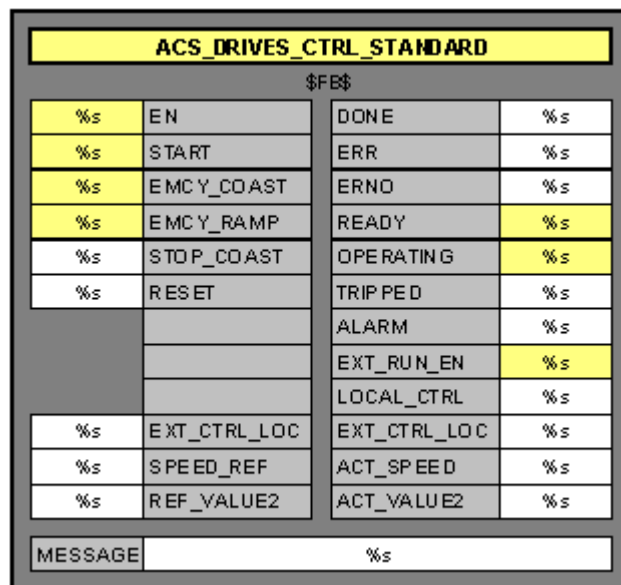 ACS_DRIVES_CTRL_STANDARD
$FB$
%s EN DONE %s
%s START ERR %s
%s EMCY_COAST ERNO %s
%s EMCY_RAMP READY %s
%s STOP_COAST OPERATING %s
%s RESET TRIPPED %s
ALARM %s
EXT_RUN_EN %s
LOCAL_CTRL %s
%s EXT_CTRL_LOC EXT_CTRL_LOC %s
%s SPEED_REF ACT_SPEED %s
%s REF_VALUE2 ACT_VALUE2 %s
MESSAGE %s